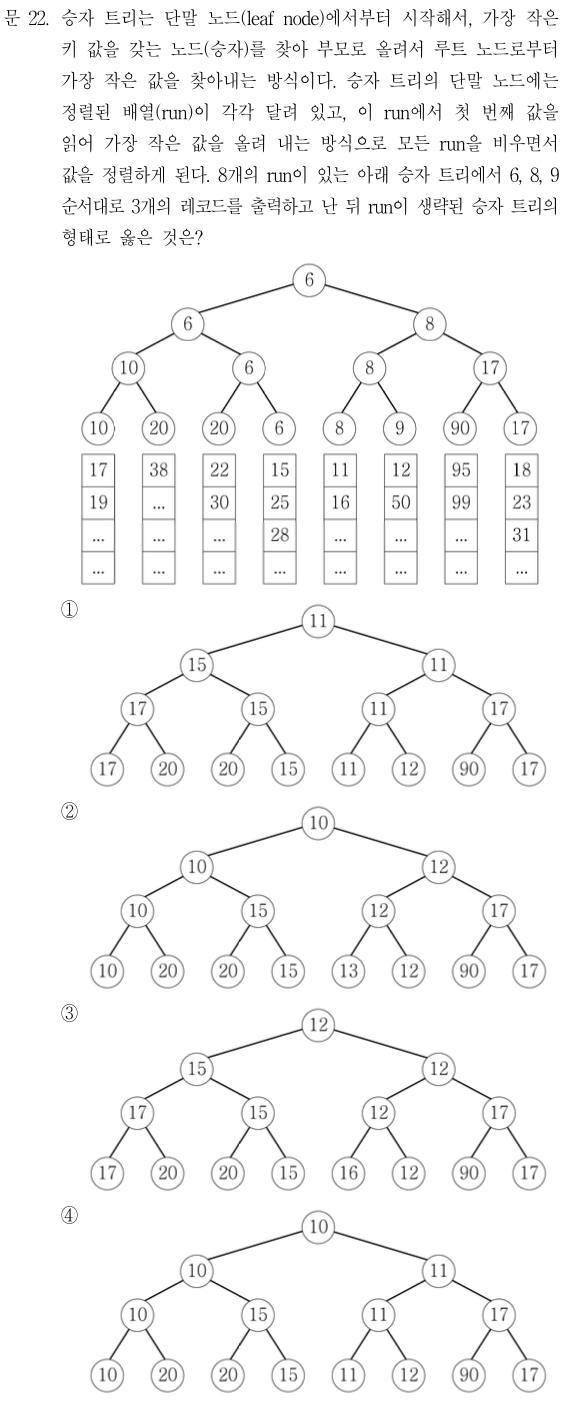 문 22. 승자 트리는 단말 노드(leaf node)에서부터 시작해서, 가장 작은
키 값을 갖는 노드(승자)를 찾아 부모로 올려서 루트 노드로부터
가장 작은 값을 찾아내는 방식이다. 승자 트리의 단말 노드에는
정렬된 배열(run)이 각각 달려 있고, 이 run에서 첫 번째 값을
읽어 가장 작은 값을 올려 내는 방식으로 모든 run을 비우면서
값을 정렬하게 된다. 8개의 run이 있는 아래 승자 트리에서 6, 8, 9
순서대로 3개의 레코드를 출력하고 난 뒤 run이 생략된 승자 트리의
형태로 옳은 것은?
6
6 8
10 6 8 17
10 20 20 6 8 9 90 17
17 38 22 15 11 12 95 18
19 ... 30 25 16 50 99 23
... ... ... 28 ... ... ... 31
... ... ... ... ... ... ... ...
①
11
15 11
17 15 11 17
17 20 20 15 11 12 90 17
②
10
10 12
10 15 12 17
10 20 20 15 13 12 90 17
③
12
15 12
17 15 12 17
17 20 20 15 16 12 90 17
④
10
10 11
10 15 11 17
10 20 20 15 11 12 90 17